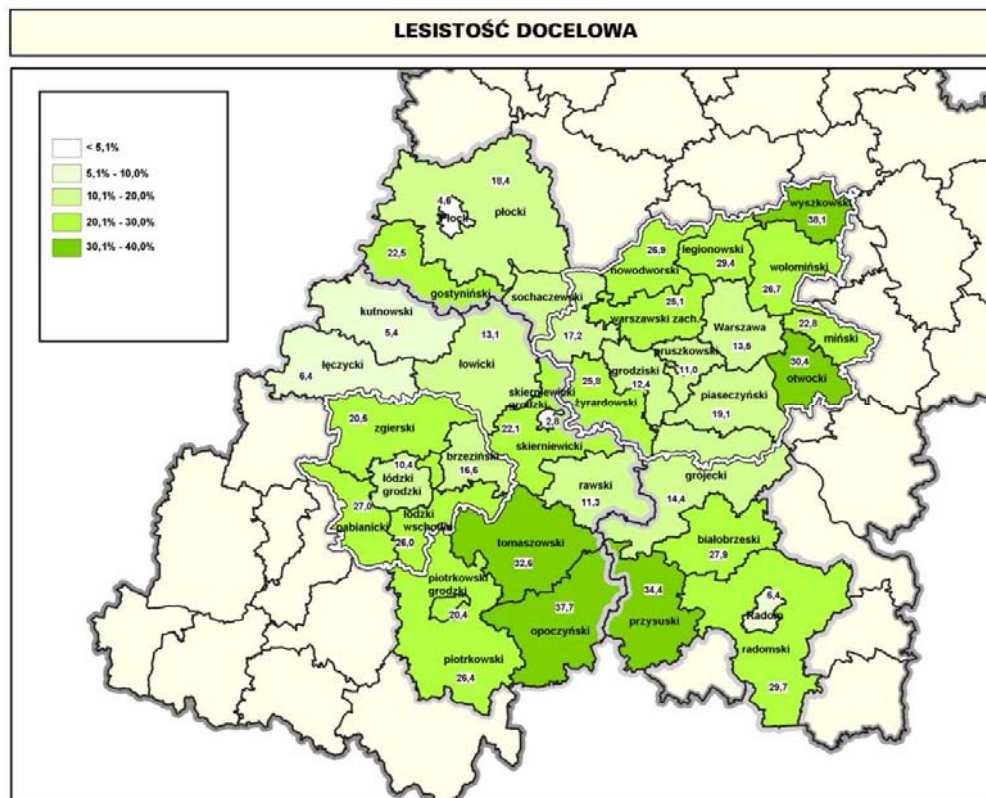 LESISTOŚĆ DOCELOWA
< 5,1%
5,1% - 10,0%
10,1% - 20,0%
20,1% - 30,0%
30,1% - 40,0%
18,4
płocki
4,6
Płock
22,5
gostyniński
kutnowski
5,4
łęczycki
6,4
13,1
łowicki
sochaczewski
17,2
26,9
nowodworski
legionowski
29,4
wyszkowski
38,1
wołomiński
26,7
25,1
warszawski zach.
Warszawa
13,5
22,8
miński
30,4
otwocki
pruszkowski
11,0
grodziski
12,4
25,8
żyrardowski
piaseczyński
19,1
skierniewicki
grodzki
2,8
22,1
skierniewicki
20,5
zgierski
brzeziński
16,6
10,4
łódzki
grodzki
27,0
pabianicki
łódzki
wschodni
26,0
rawski
11,3
grójecki
14,4
białobrzeski
27,9
tomaszowski
32,6
piotrkowski
grodzki
20,4
37,7
opoczyński
34,4
przysuski
6,4
Radom
radomski
29,7
piotrkowski
26,4